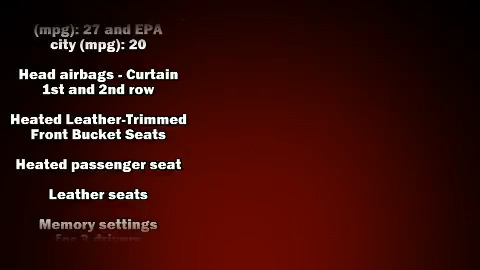 (mpg): 27 and EPA
city (mpg): 20
Head airbags - Curtain
1st and 2nd row
Heated Leather-Trimmed
Front Bucket Seats
Heated passenger seat
Leather seats
Memory settings